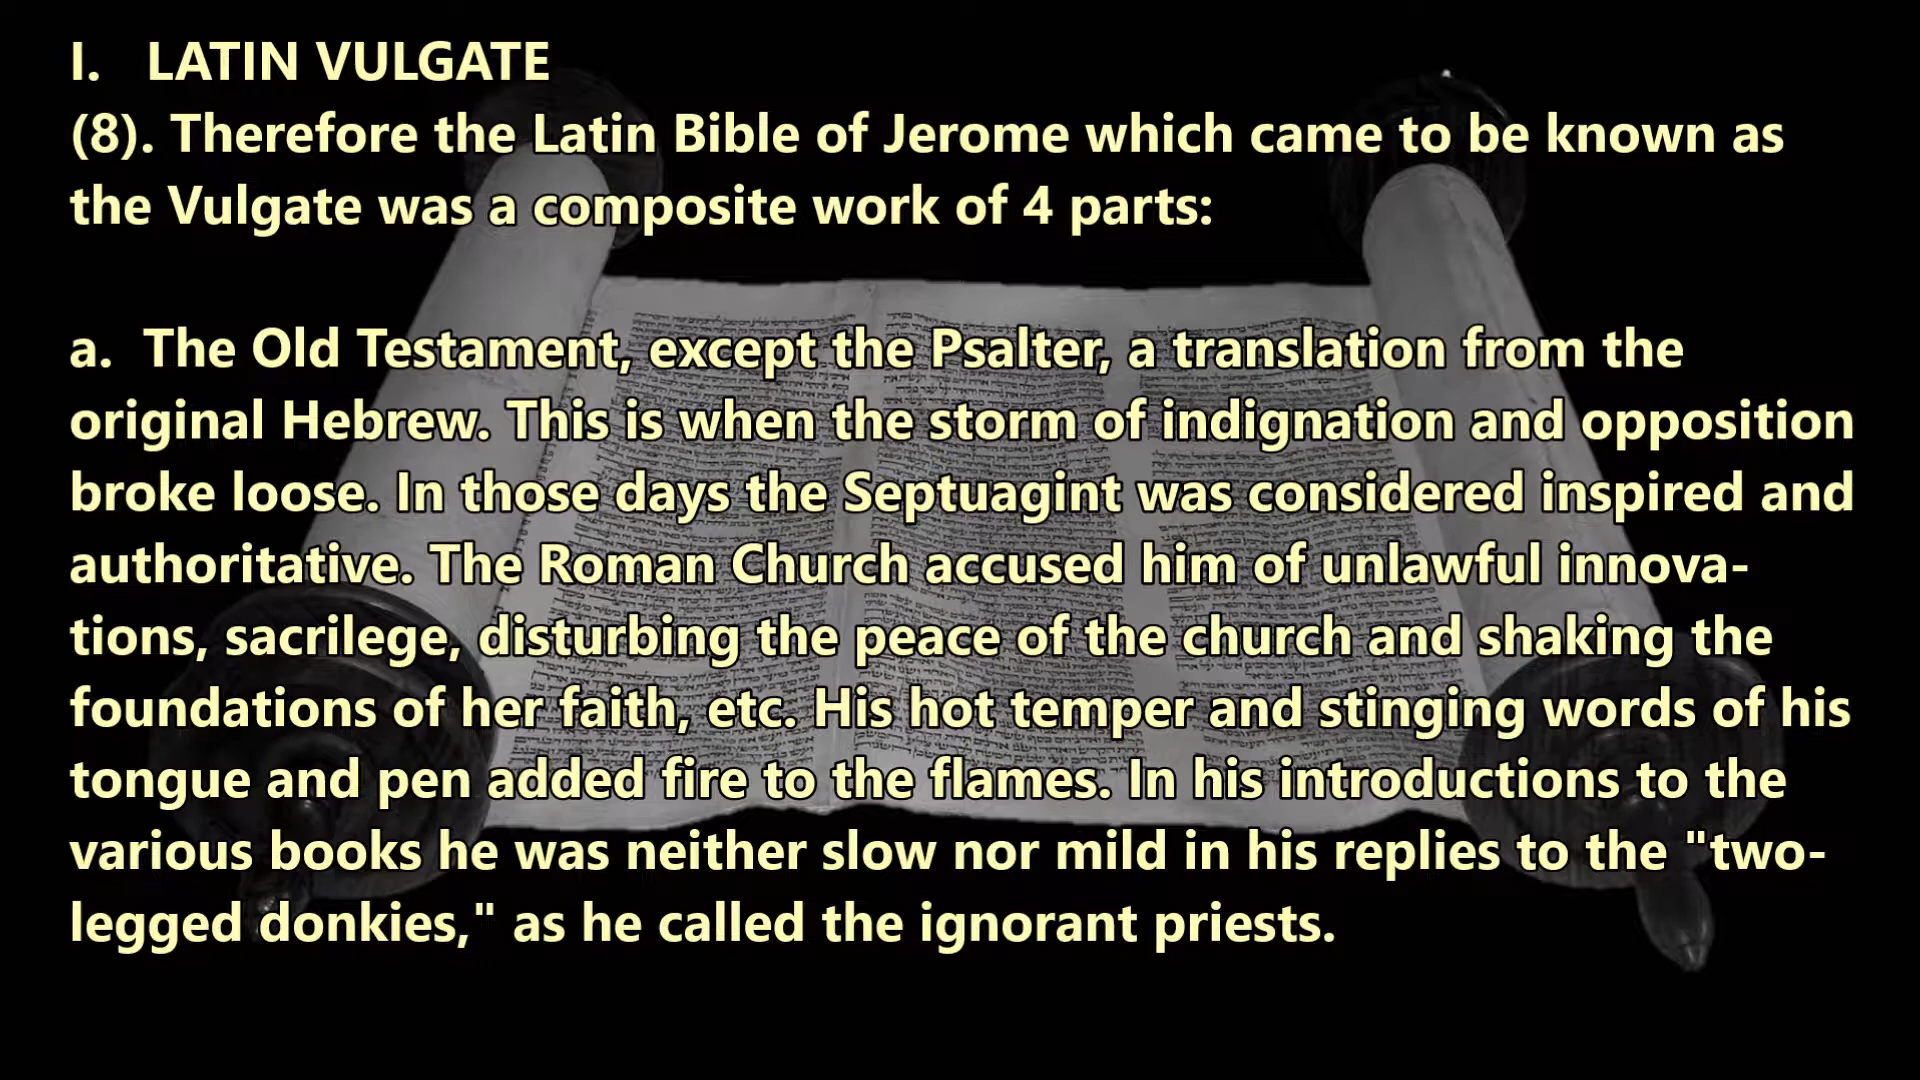 I. LATIN VULGATE
(8). Therefore the Latin Bible of Jerome which came to be known as
the Vulgate was a composite work of 4 parts:
a. The Old Testament, except the Psalter, a translation from the
original Hebrew. This is when the storm of indignation and opposition
broke loose. In those days the Septuagint was considered inspired and
authoritative. The Roman Church accused him of unlawful innova-
tions, sacrilege, disturbing the peace of the church and shaking the
foundations of her faith, etc. His hot temper and stinging words of his
tongue and pen added fire to the flames. In his introductions to the
various books he was neither slow nor mild in his replies to the "two-
legged donkies," as he called the ignorant priests.